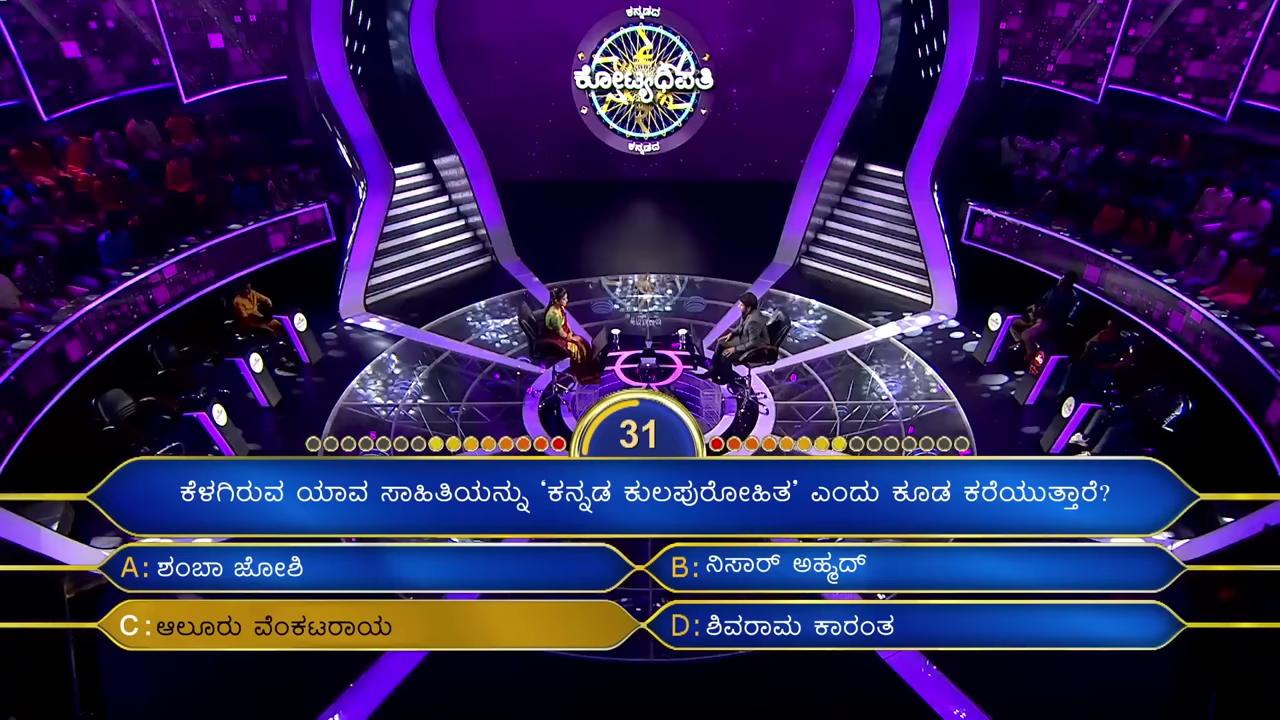 ಕನ್ನಡದ
ಕೋಟ್ಯಧಿಪತಿ
ಕನ್ನಡದ
31
ಕೆಳಗಿರುವ ಯಾವ ಸಾಹಿತಿಯನ್ನು ‘ಕನ್ನಡ ಕುಲಪುರೋಹಿತ’ ಎಂದು ಕೂಡ ಕರೆಯುತ್ತಾರೆ?
A: ಶಂಬಾ ಜೋಶಿ
B: ನಿಸಾರ್ ಅಹ್ಮದ್
C: ಆಲೂರು ವೆಂಕಟರಾಯ
D: ಶಿವರಾಮ ಕಾರಂತ